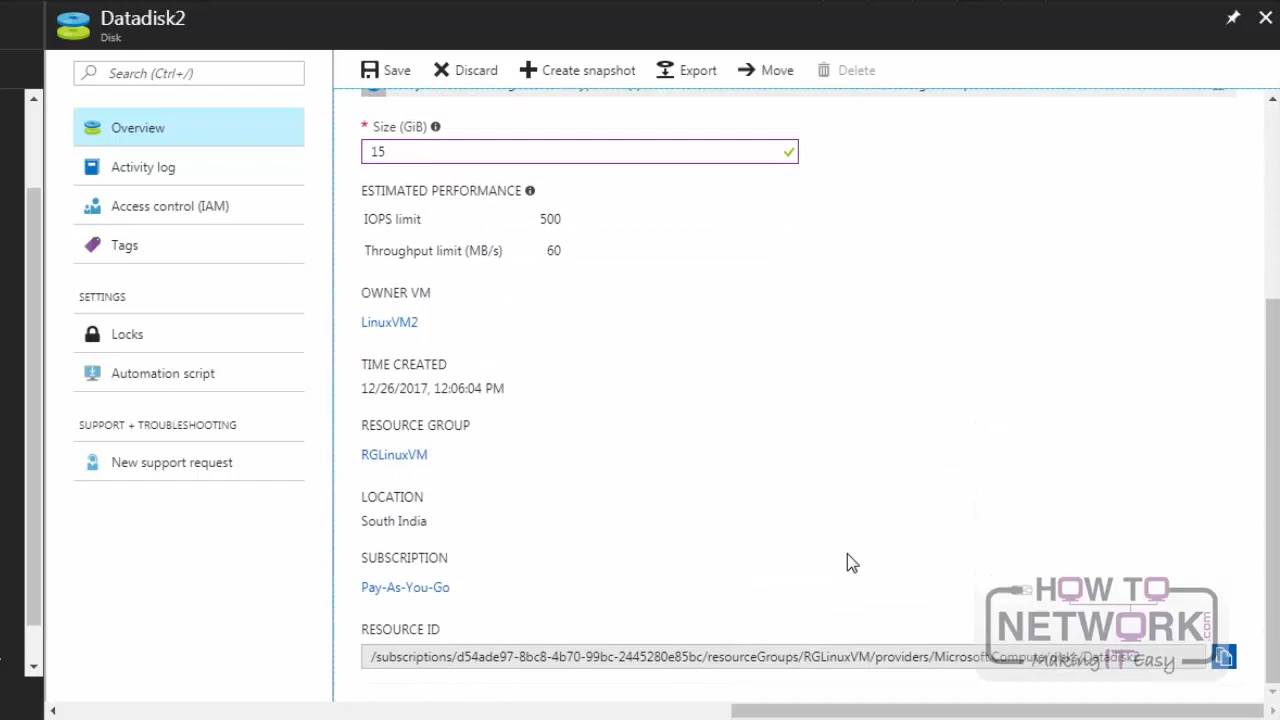 Datadisk2
Disk
Search (Ctrl+/)
Save Discard Create snapshot Export Move Delete
Overview
Activity log
Access control (IAM)
Tags
SETTINGS
Locks
Automation script
SUPPORT + TROUBLESHOOTING
New support request
* Size (GiB)
15
ESTIMATED PERFORMANCE
IOPS limit 500
Throughput limit (MB/s) 60
OWNER VM
LinuxVM2
TIME CREATED
12/26/2017, 12:06:04 PM
RESOURCE GROUP
RGLinuxVM
LOCATION
South India
SUBSCRIPTION
Pay-As-You-Go
RESOURCE ID
/subscriptions/d54ade97-8bc8-4b70-99bc-2445280e85bc/resourceGroups/RGLinuxVM/providers/Microsoft.Compute/disks/Datadisk2
HOW TO
NETWORK.com
Making IT Easy